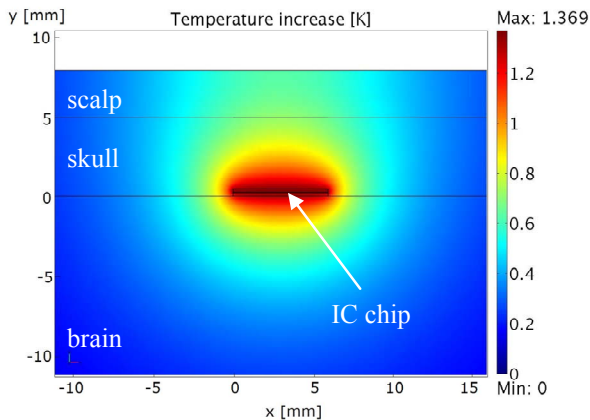 y [mm]
Temperature increase [K]
Max: 1.369
10
5
0
-5
-10
scalp
skull
IC chip
brain
1.2
1
0.8
0.6
0.4
0.2
0
Min: 0
-10
-5
0
5
10
15
x [mm]